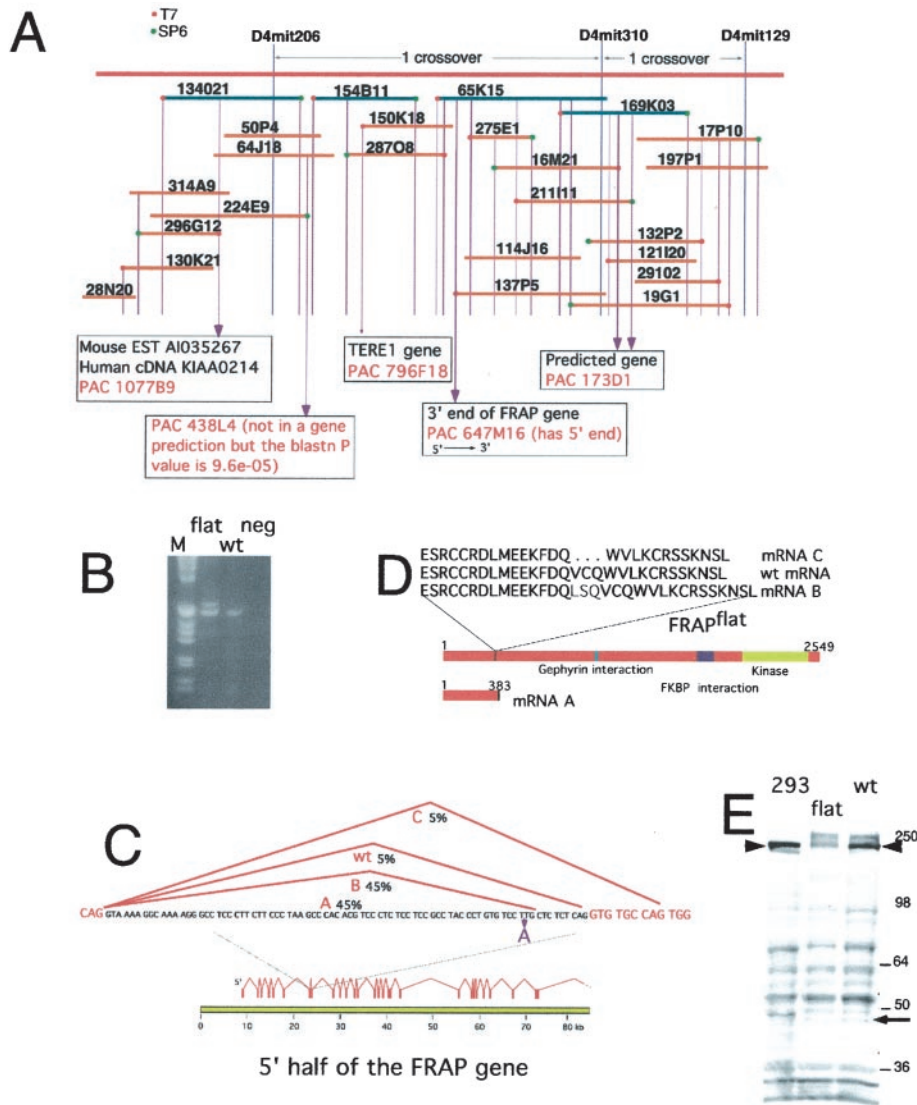 A
T7
SP6
D4mit206
D4mit310
D4mit129
1 crossover
1 crossover
134021
154B11
65K15
169K03
50P4
150K18
275E1
17P10
64J18
287O8
16M21
197P1
314A9
211I11
224E9
296G12
132P2
114J16
121I20
130K21
29102
28N20
137P5
19G1
Mouse EST AI035267
Human cDNA KIAA0214
PAC 1077B9
TERE1 gene
PAC 796F18
Predicted gene
PAC 173D1
PAC 438L4 (not in a gene
prediction but the blastn P
value is 9.6e-05)
3' end of FRAP gene
PAC 647M16 (has 5' end)
5' 3'
B
flat neg
M wt
D
ESRCCRDLMEEKFDQ . . . WVLKCRSSKNSL mRNA C
ESRCCRDLMEEKFDQVCQWVLKCRSSKNSL wt mRNA
ESRCCRDLMEEKFDQLSQVCQWVLKCRSSKNSL mRNA B
FRAPflat
1 2549
Gephyrin interaction
FKBP interaction
Kinase
1 383
mRNA A
C
C 5%
wt 5%
B 45%
A 45%
CAG GTA AAA GGC AAA AGG GCC TCC CTT CTT CCC TAA GCC CAC ACG TCC CTC TCC TCC GCC TAC CCT GTG TCC TTG CTC TCT CAG GTG TGC CAG TGG
A
5'
0 10 20 30 40 50 60 70 80 kb
5' half of the FRAP gene
E
293 wt
flat
250
98
64
50
36